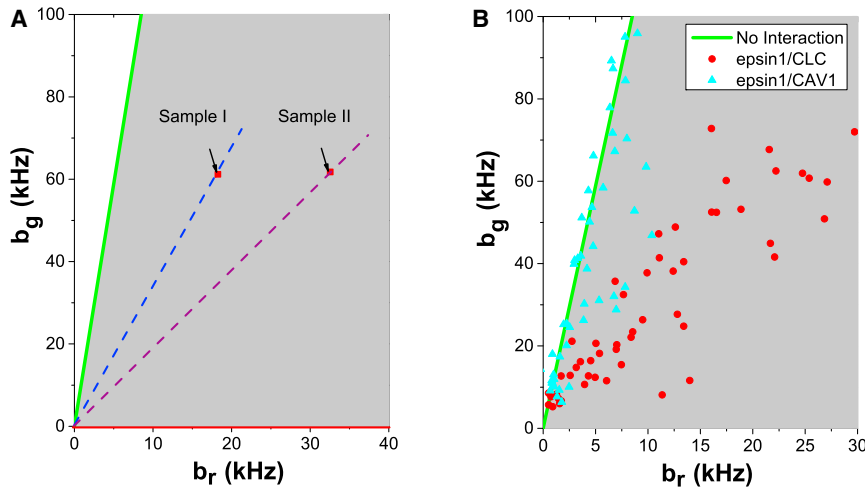 A
100
80
60
40
20
0
b_g (kHz)
Sample I
Sample II
0
10
20
30
40
b_r (kHz)
B
100
80
60
40
20
0
b_g (kHz)
No Interaction
epsin1/CLC
epsin1/CAV1
0
5
10
15
20
25
30
b_r (kHz)